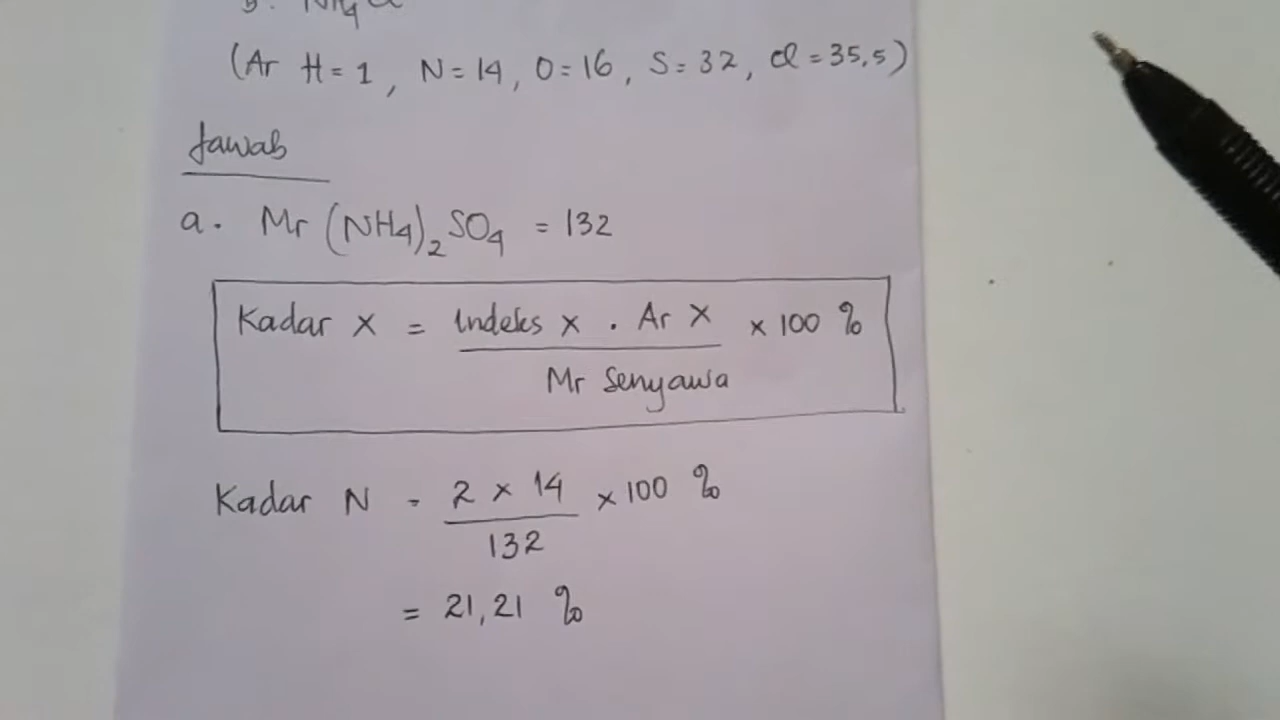 b. NH4Cl
(Ar H = 1, N = 14, O = 16, S = 32, Cl = 35,5)
Jawab
a. Mr (NH4)2SO4 = 132
Kadar X = Indeks X . Ar X x 100 %
Mr Senyawa
Kadar N = 2 x 14 x 100 %
132
= 21,21 %